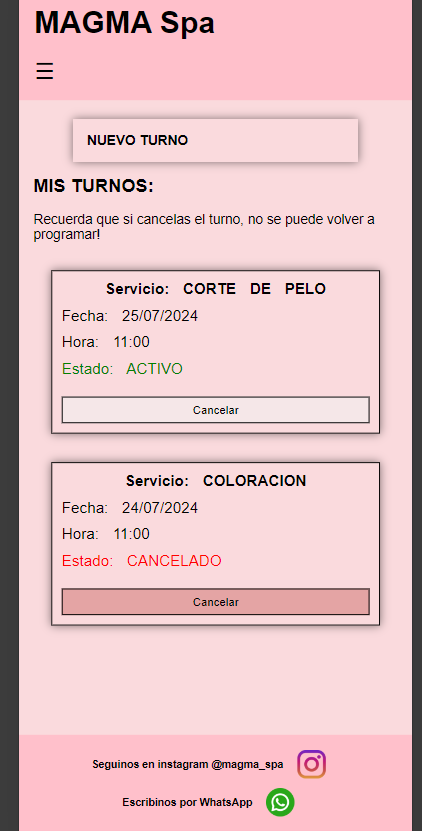 MAGMA Spa
☰
NUEVO TURNO
MIS TURNOS:
Recuerda que si cancelas el turno, no se puede volver a
programar!
Servicio: CORTE DE PELO
Fecha: 25/07/2024
Hora: 11:00
Estado: ACTIVO
Cancelar
Servicio: COLORACION
Fecha: 24/07/2024
Hora: 11:00
Estado: CANCELADO
Cancelar
Seguinos en instagram @magma_spa
Escribinos por WhatsApp